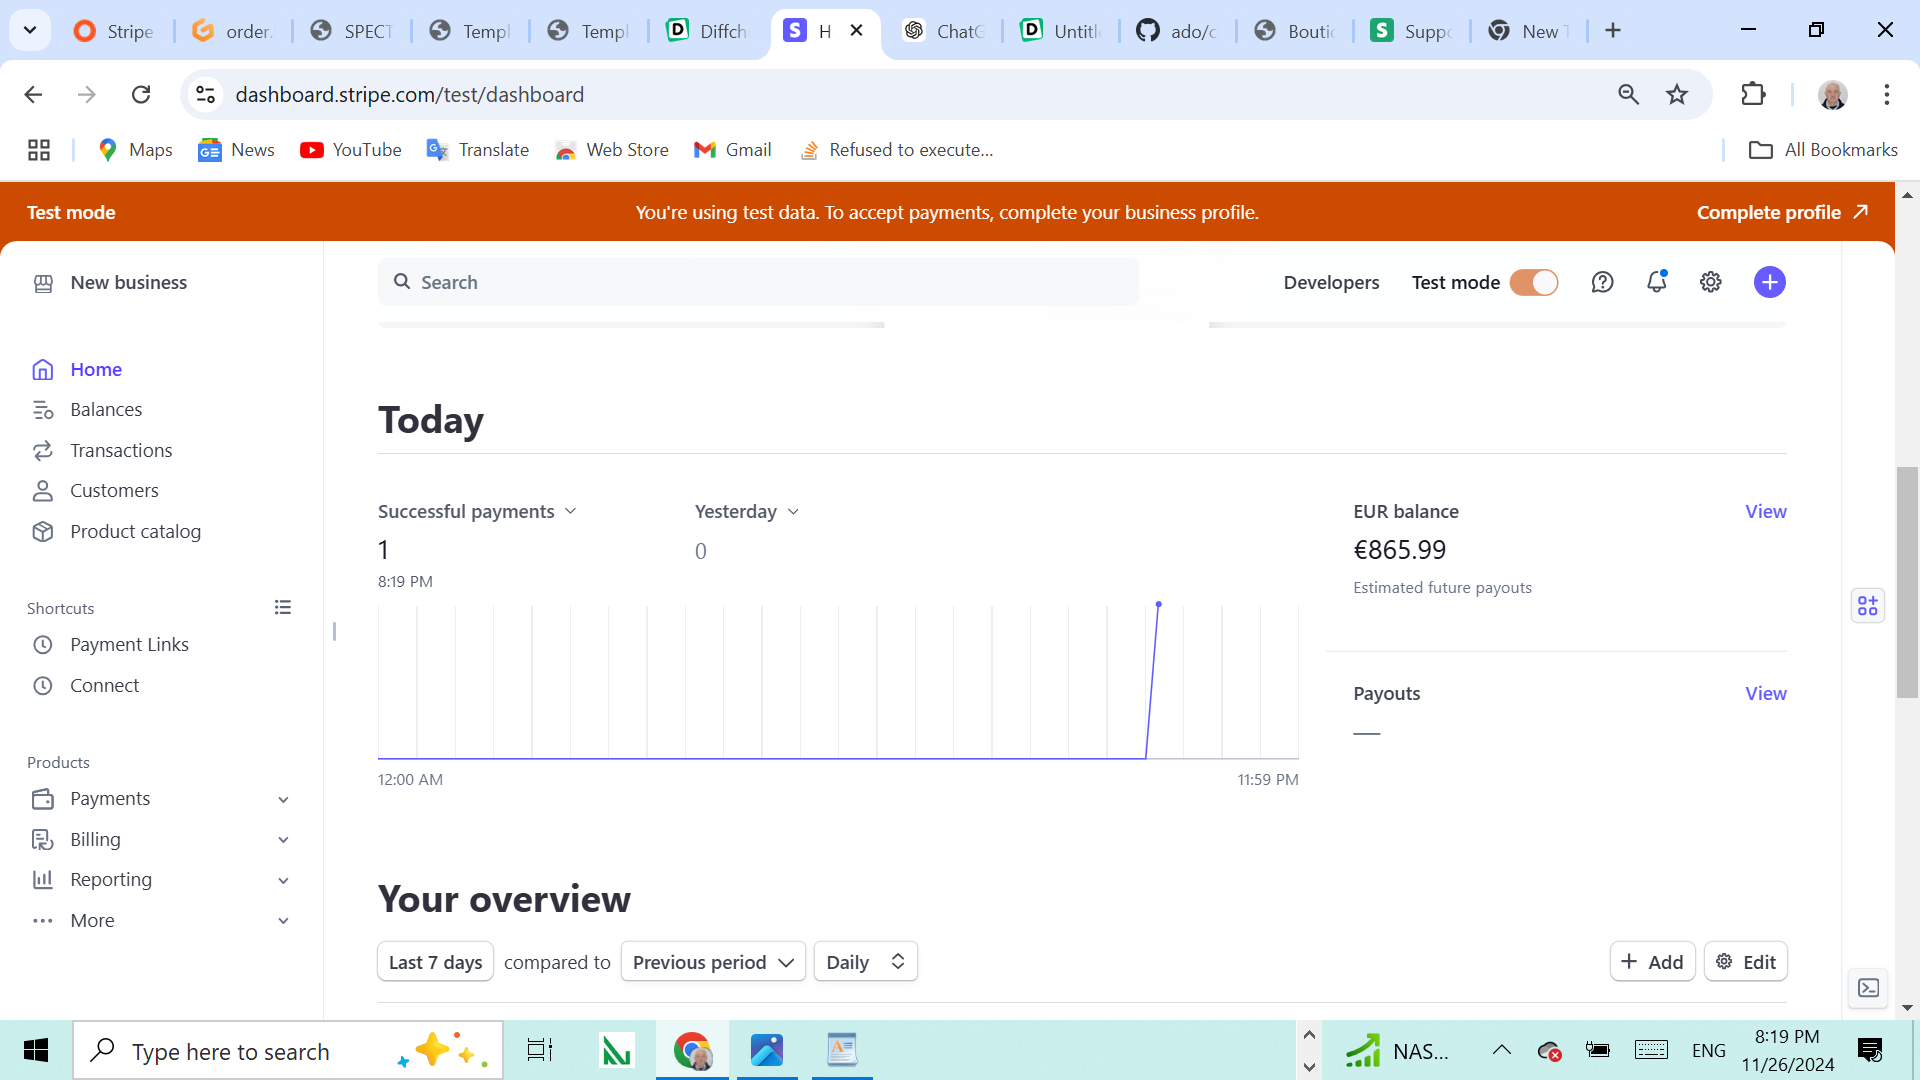 Stripe
order.
SPECT
Templ
Templ
Diffch
H
ChatG
Untitl
ado/c
Boutic
Suppo
New T
dashboard.stripe.com/test/dashboard
Maps
News
YouTube
Translate
Web Store
Gmail
Refused to execute...
All Bookmarks
Test mode
You're using test data. To accept payments, complete your business profile.
Complete profile
New business
Search
Developers
Test mode
Home
Balances
Transactions
Customers
Product catalog
Shortcuts
Payment Links
Connect
Products
Payments
Billing
Reporting
More
Today
Successful payments
Yesterday
1
0
8:19 PM
12:00 AM
11:59 PM
EUR balance
View
€865.99
Estimated future payouts
Payouts
View
—
Your overview
Last 7 days
compared to
Previous period
Daily
Add
Edit
Type here to search
NAS...
ENG
8:19 PM
11/26/2024